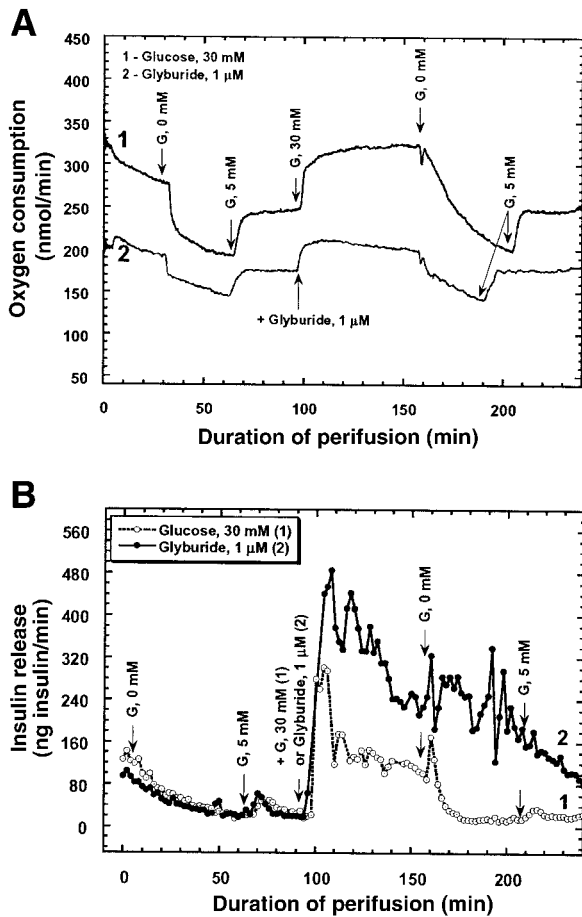 A
1 - Glucose, 30 mM
2 - Glyburide, 1 µM
G, 0 mM
G, 5 mM
G, 30 mM
G, 0 mM
G, 5 mM
1
2
+ Glyburide, 1 µM
Oxygen consumption
(nmol/min)
450
400
350
300
250
200
150
100
50
0
50
100
150
200
Duration of perifusion (min)
B
Glucose, 30 mM (1)
Glyburide, 1 µM (2)
G, 0 mM
G, 5 mM
+ G, 30 mM (1)
or Glyburide, 1 µM (2)
G, 0 mM
G, 5 mM
2
1
Insulin release
(ng insulin/min)
560
480
400
320
240
160
80
0
0
50
100
150
200
Duration of perifusion (min)